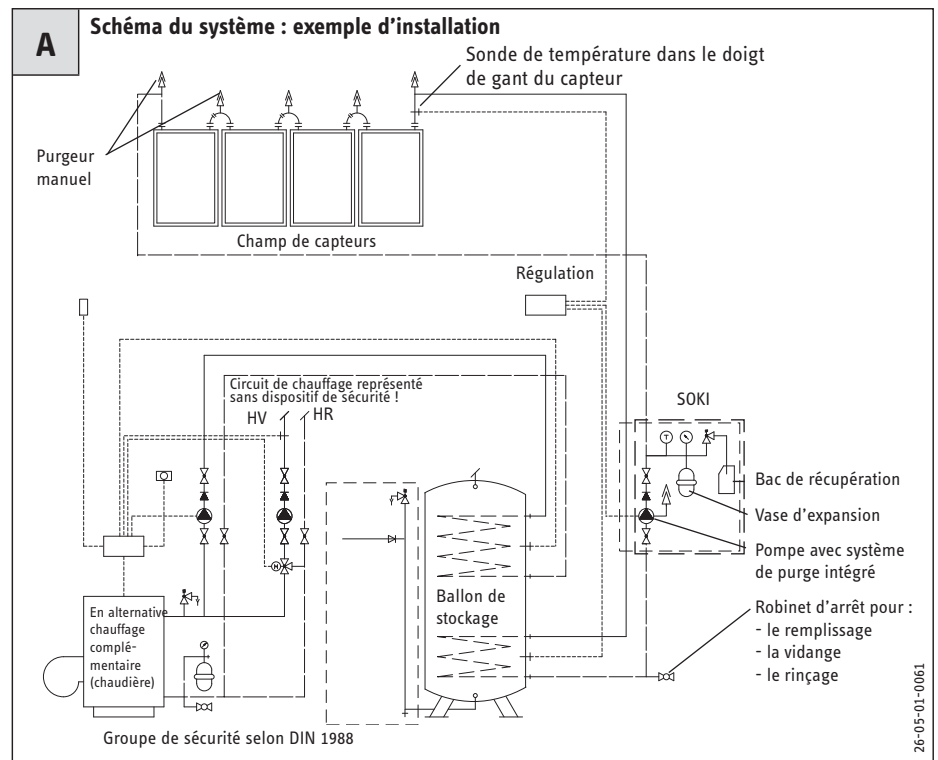 A
Schéma du système : exemple d’installation
Sonde de température dans le doigt
de gant du capteur
Purgeur
manuel
Champ de capteurs
Régulation
Circuit de chauffage représenté
sans dispositif de sécurité !
HV
HR
SOKI
T
Bac de récupération
Vase d’expansion
Pompe avec système
de purge intégré
M
Ballon de
stockage
Robinet d’arrêt pour :
- le remplissage
- la vidange
- le rinçage
En alternative
chauffage
complé-
mentaire
(chaudière)
Groupe de sécurité selon DIN 1988
26-05-01-0061